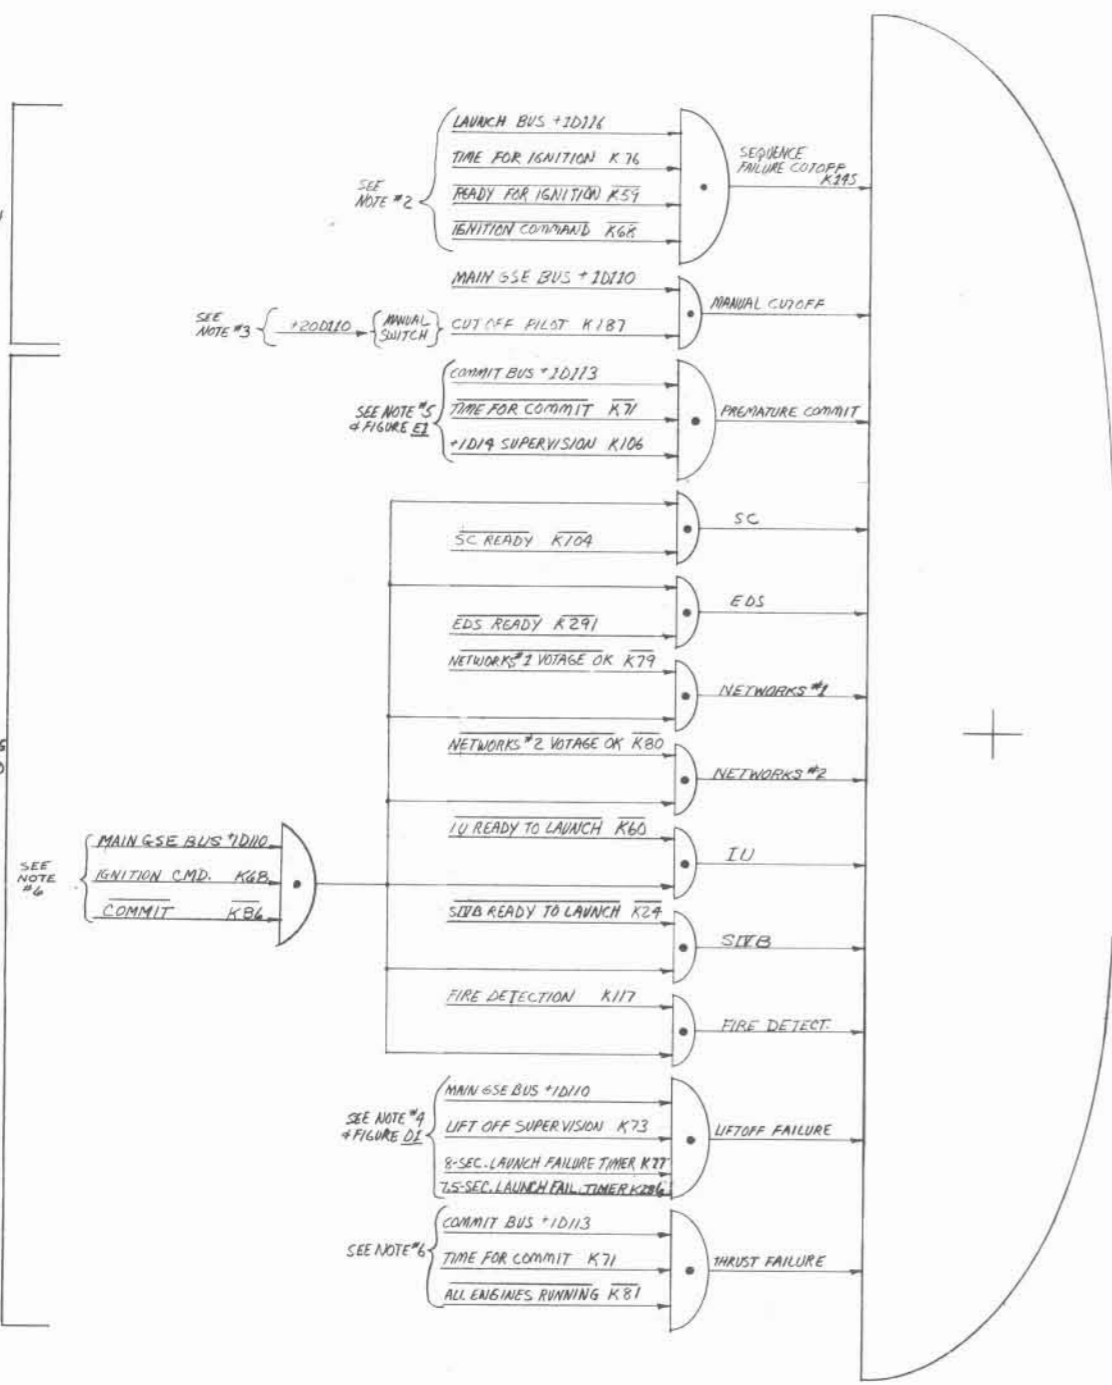 LAUNCH BUS +1D116
TIME FOR IGNITION K76
READY FOR IGNITION K59
IGNITION COMMAND K68
SEE
NOTE #2
SEQUENCE
FAILURE CUTOFF
K145
MAIN GSE BUS +1D110
SEE
NOTE #3
+20D110
MANUAL
SWITCH
CUTOFF PILOT K187
MANUAL CUTOFF
COMMIT BUS +1D113
TIME FOR COMMIT K71
+1D14 SUPERVISION K106
SEE NOTE #5
& FIGURE E1
PREMATURE COMMIT
SC READY K104
SC
EDS READY K291
EDS
NETWORKS #1 VOTAGE OK K79
NETWORKS #1
NETWORKS #2 VOTAGE OK K80
NETWORKS #2
IU READY TO LAUNCH K60
IU
SEE
NOTE
#6
MAIN GSE BUS +1D110
IGNITION CMD. K68
COMMIT K86
SIVB READY TO LAUNCH K24
SIVB
FIRE DETECTION K117
FIRE DETECT.
MAIN GSE BUS +1D110
LIFT OFF SUPERVISION K73
8-SEC. LAUNCH FAILURE TIMER K77
7.5-SEC. LAUNCH FAIL. TIMER K286
SEE NOTE #4
& FIGURE D1
LIFTOFF FAILURE
COMMIT BUS +1D113
TIME FOR COMMIT K71
ALL ENGINES RUNNING K81
SEE NOTE #6
THRUST FAILURE